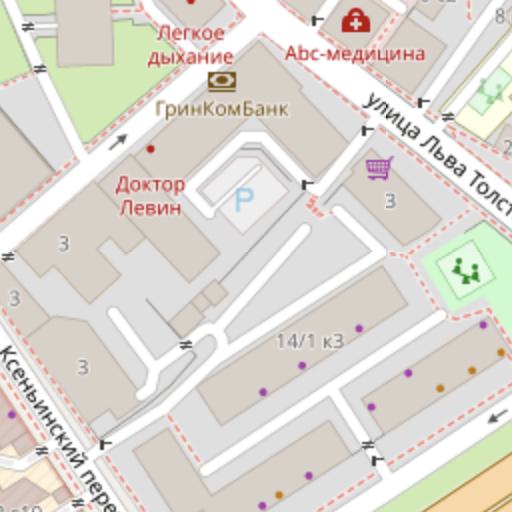 Легкое
дыхание
Abc-медицина
8
ГринКомБанк
улица Льва Толст
Доктор
Левин
P
3
3
3
3
14/1 к3
Ксеньинский пере